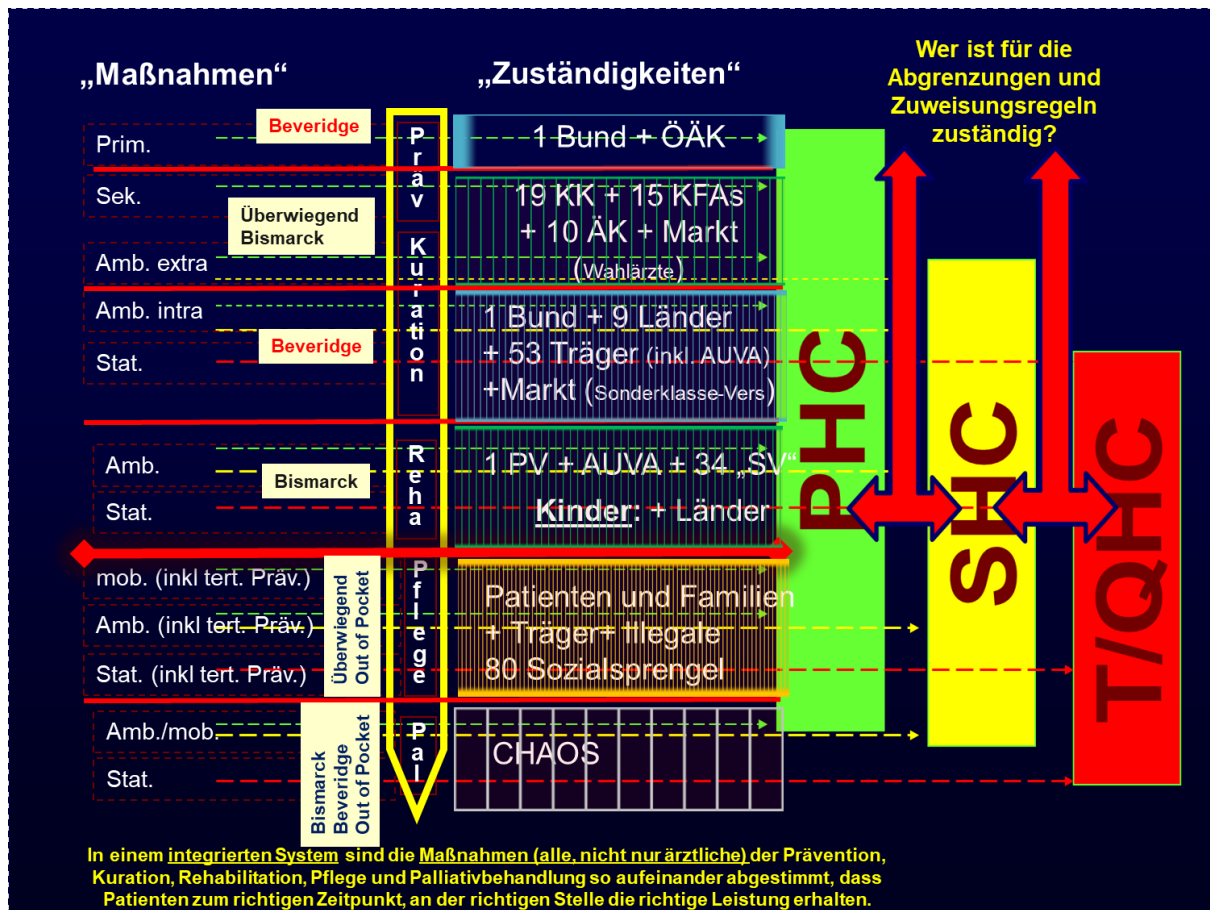 „Maßnahmen“
„Zuständigkeiten“
Wer ist für die
Abgrenzungen und
Zuweisungsregeln
zuständig?
Prim.
Beveridge
Präv
1 Bund + ÖÄK
Sek.
Überwiegend
Bismarck
19 KK + 15 KFAs
+ 10 ÄK + Markt
(Wahlärzte)
Amb. extra
Kuration
Amb. intra
Beveridge
Stat.
1 Bund + 9 Länder
+ 53 Träger (inkl. AUVA)
+Markt (Sonderklasse-Vers)
Amb.
Bismarck
Stat.
Reha
1 PV + AUVA + 34 „SV“
Kinder: + Länder
mob. (inkl tert. Präv.)
Amb. (inkl tert. Präv.)
Stat. (inkl tert. Präv.)
Überwiegend
Out of Pocket
Pflege
Patienten und Familien
+ Träger+ Illegale
80 Sozialsprengel
Amb./mob.
Stat.
Bismarck
Beveridge
Out of Pocket
Pal
CHAOS
PHC
SHC
T/QHC
In einem integrierten System sind die Maßnahmen (alle, nicht nur ärztliche) der Prävention,
Kuration, Rehabilitation, Pflege und Palliativbehandlung so aufeinander abgestimmt, dass
Patienten zum richtigen Zeitpunkt, an der richtigen Stelle die richtige Leistung erhalten.